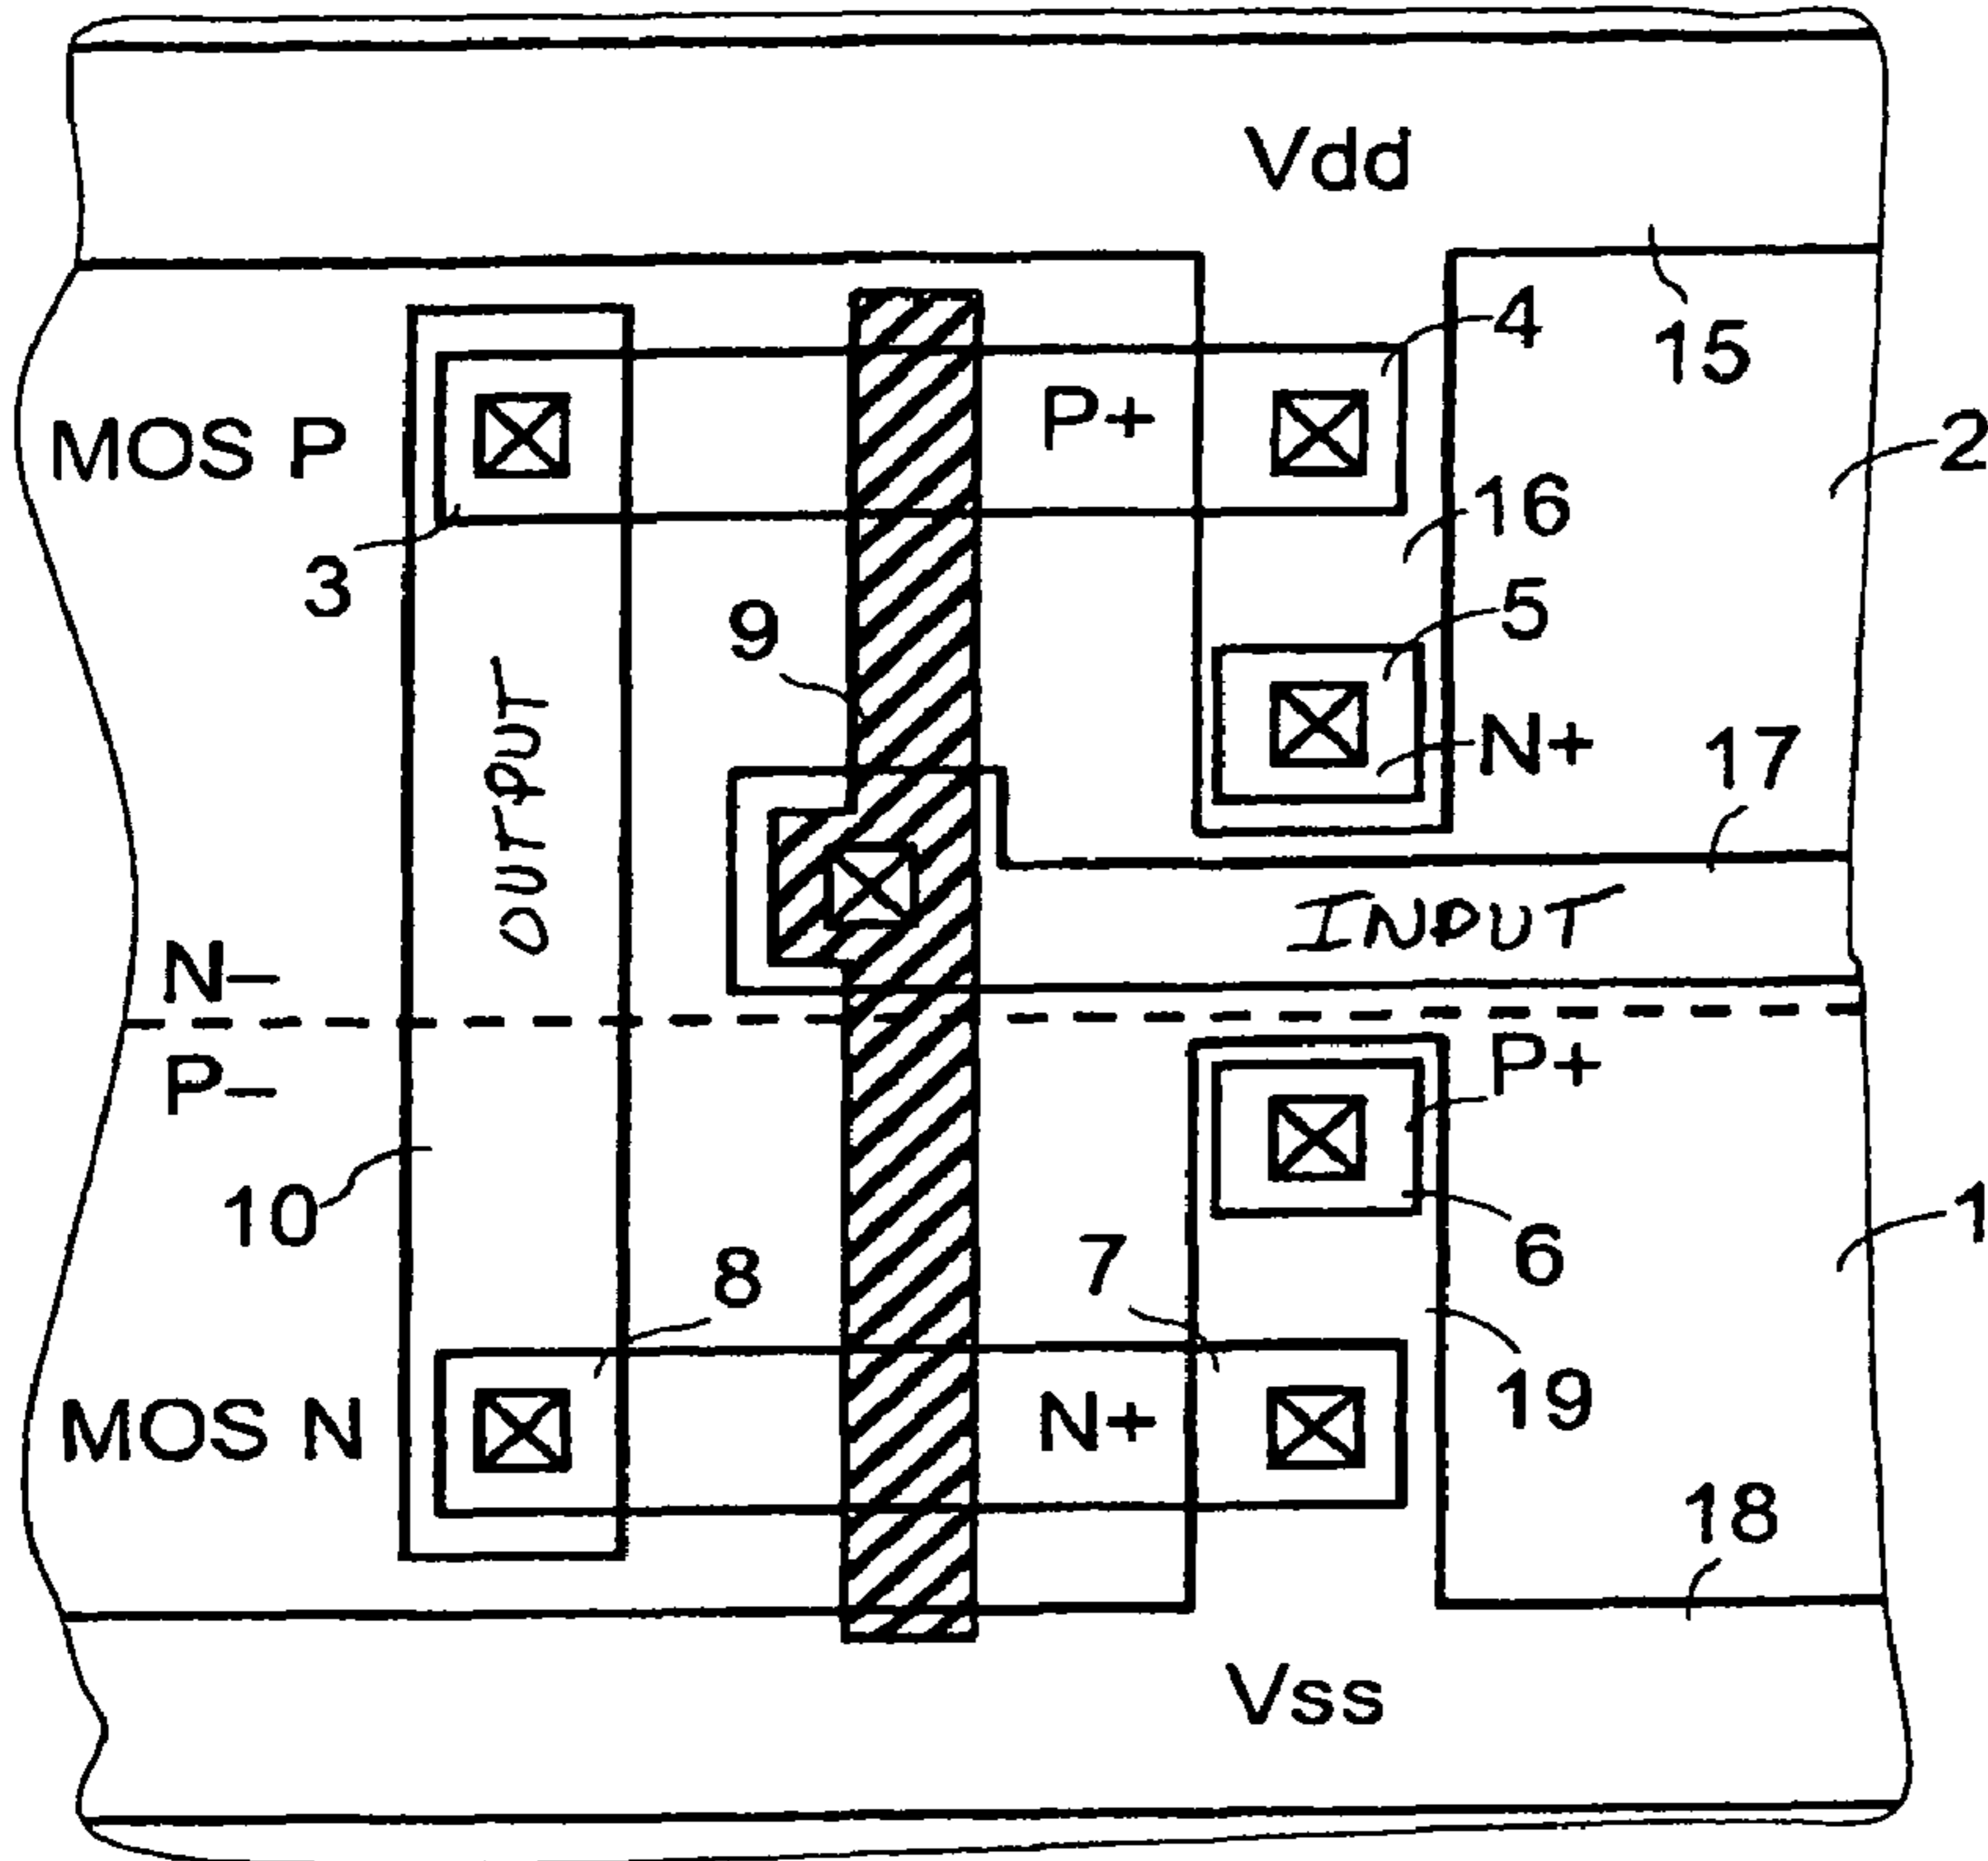 Vdd
4
15
MOS P
P+
2
16
3
5
9
N+
17
OUTPUT
INPUT
N−
P−
P+
10
1
6
8
7
19
MOS N
N+
18
Vss